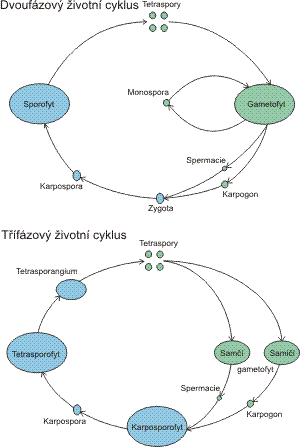 Dvoufázový životní cyklus
Tetraspory
Sporofyt
Monospora
Gametofyt
Spermacie
Karpospora
Karpogon
Zygota
Třífázový životní cyklus
Tetraspory
Tetrasporangium
Tetrasporofyt
Samčí
Samičí
gametofyt
Spermacie
Karpospora
Karposporofyt
Karpogon